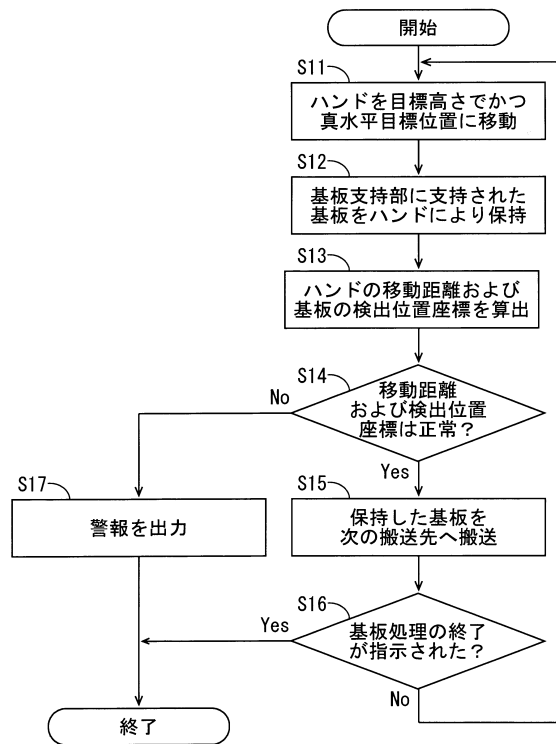 開始
S11
ハンドを目標高さでかつ
真水平目標位置に移動
S12
基板支持部に支持された
基板をハンドにより保持
S13
ハンドの移動距離および
基板の検出位置座標を算出
S14
移動距離
および検出位置
座標は正常?
No
Yes
S17
警報を出力
S15
保持した基板を
次の搬送先へ搬送
S16
基板処理の終了
が指示された?
Yes
No
終了